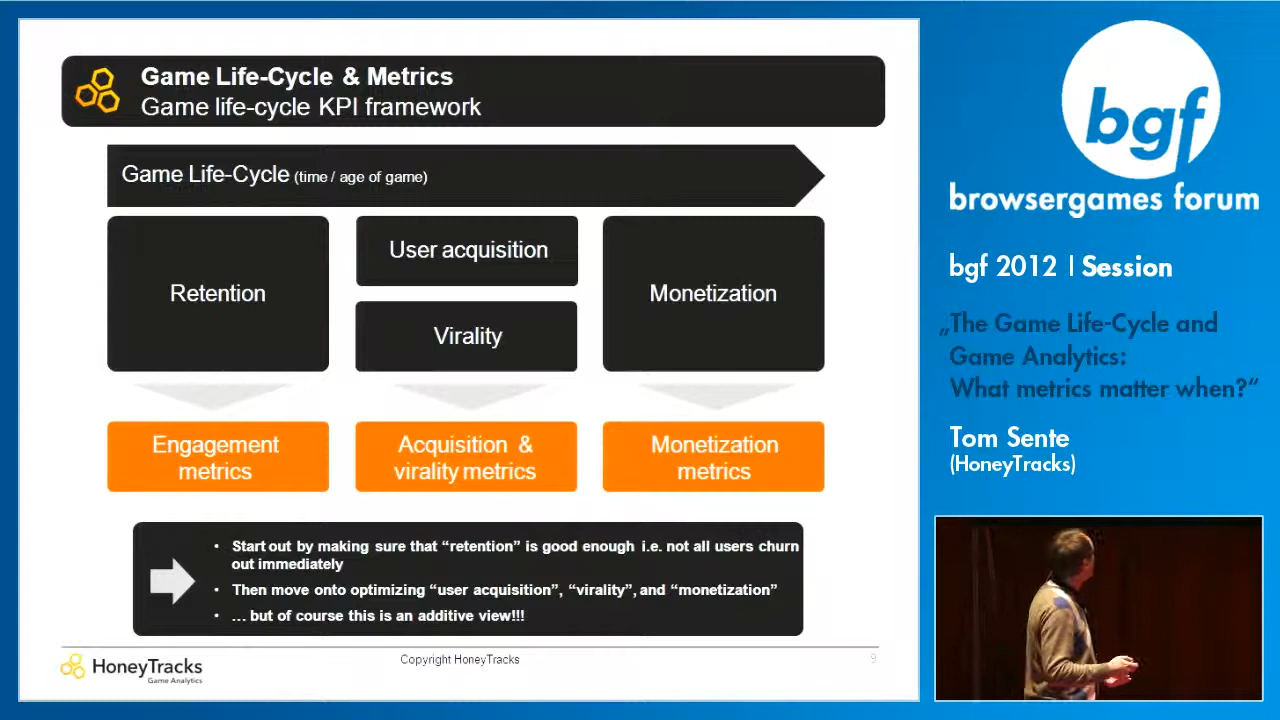 Game Life-Cycle & Metrics
Game life-cycle KPI framework
Game Life-Cycle (time / age of game)
Retention
User acquisition
Virality
Monetization
Engagement
metrics
Acquisition &
virality metrics
Monetization
metrics
• Start out by making sure that “retention” is good enough i.e. not all users churn
out immediately
• Then move onto optimizing “user acquisition”, “virality”, and “monetization”
• … but of course this is an additive view!!!
HoneyTracks
Game Analytics
Copyright HoneyTracks
9
bgf
browsergames forum
bgf 2012 | Session
„The Game Life-Cycle and
Game Analytics:
What metrics matter when?“
Tom Sente
(HoneyTracks)